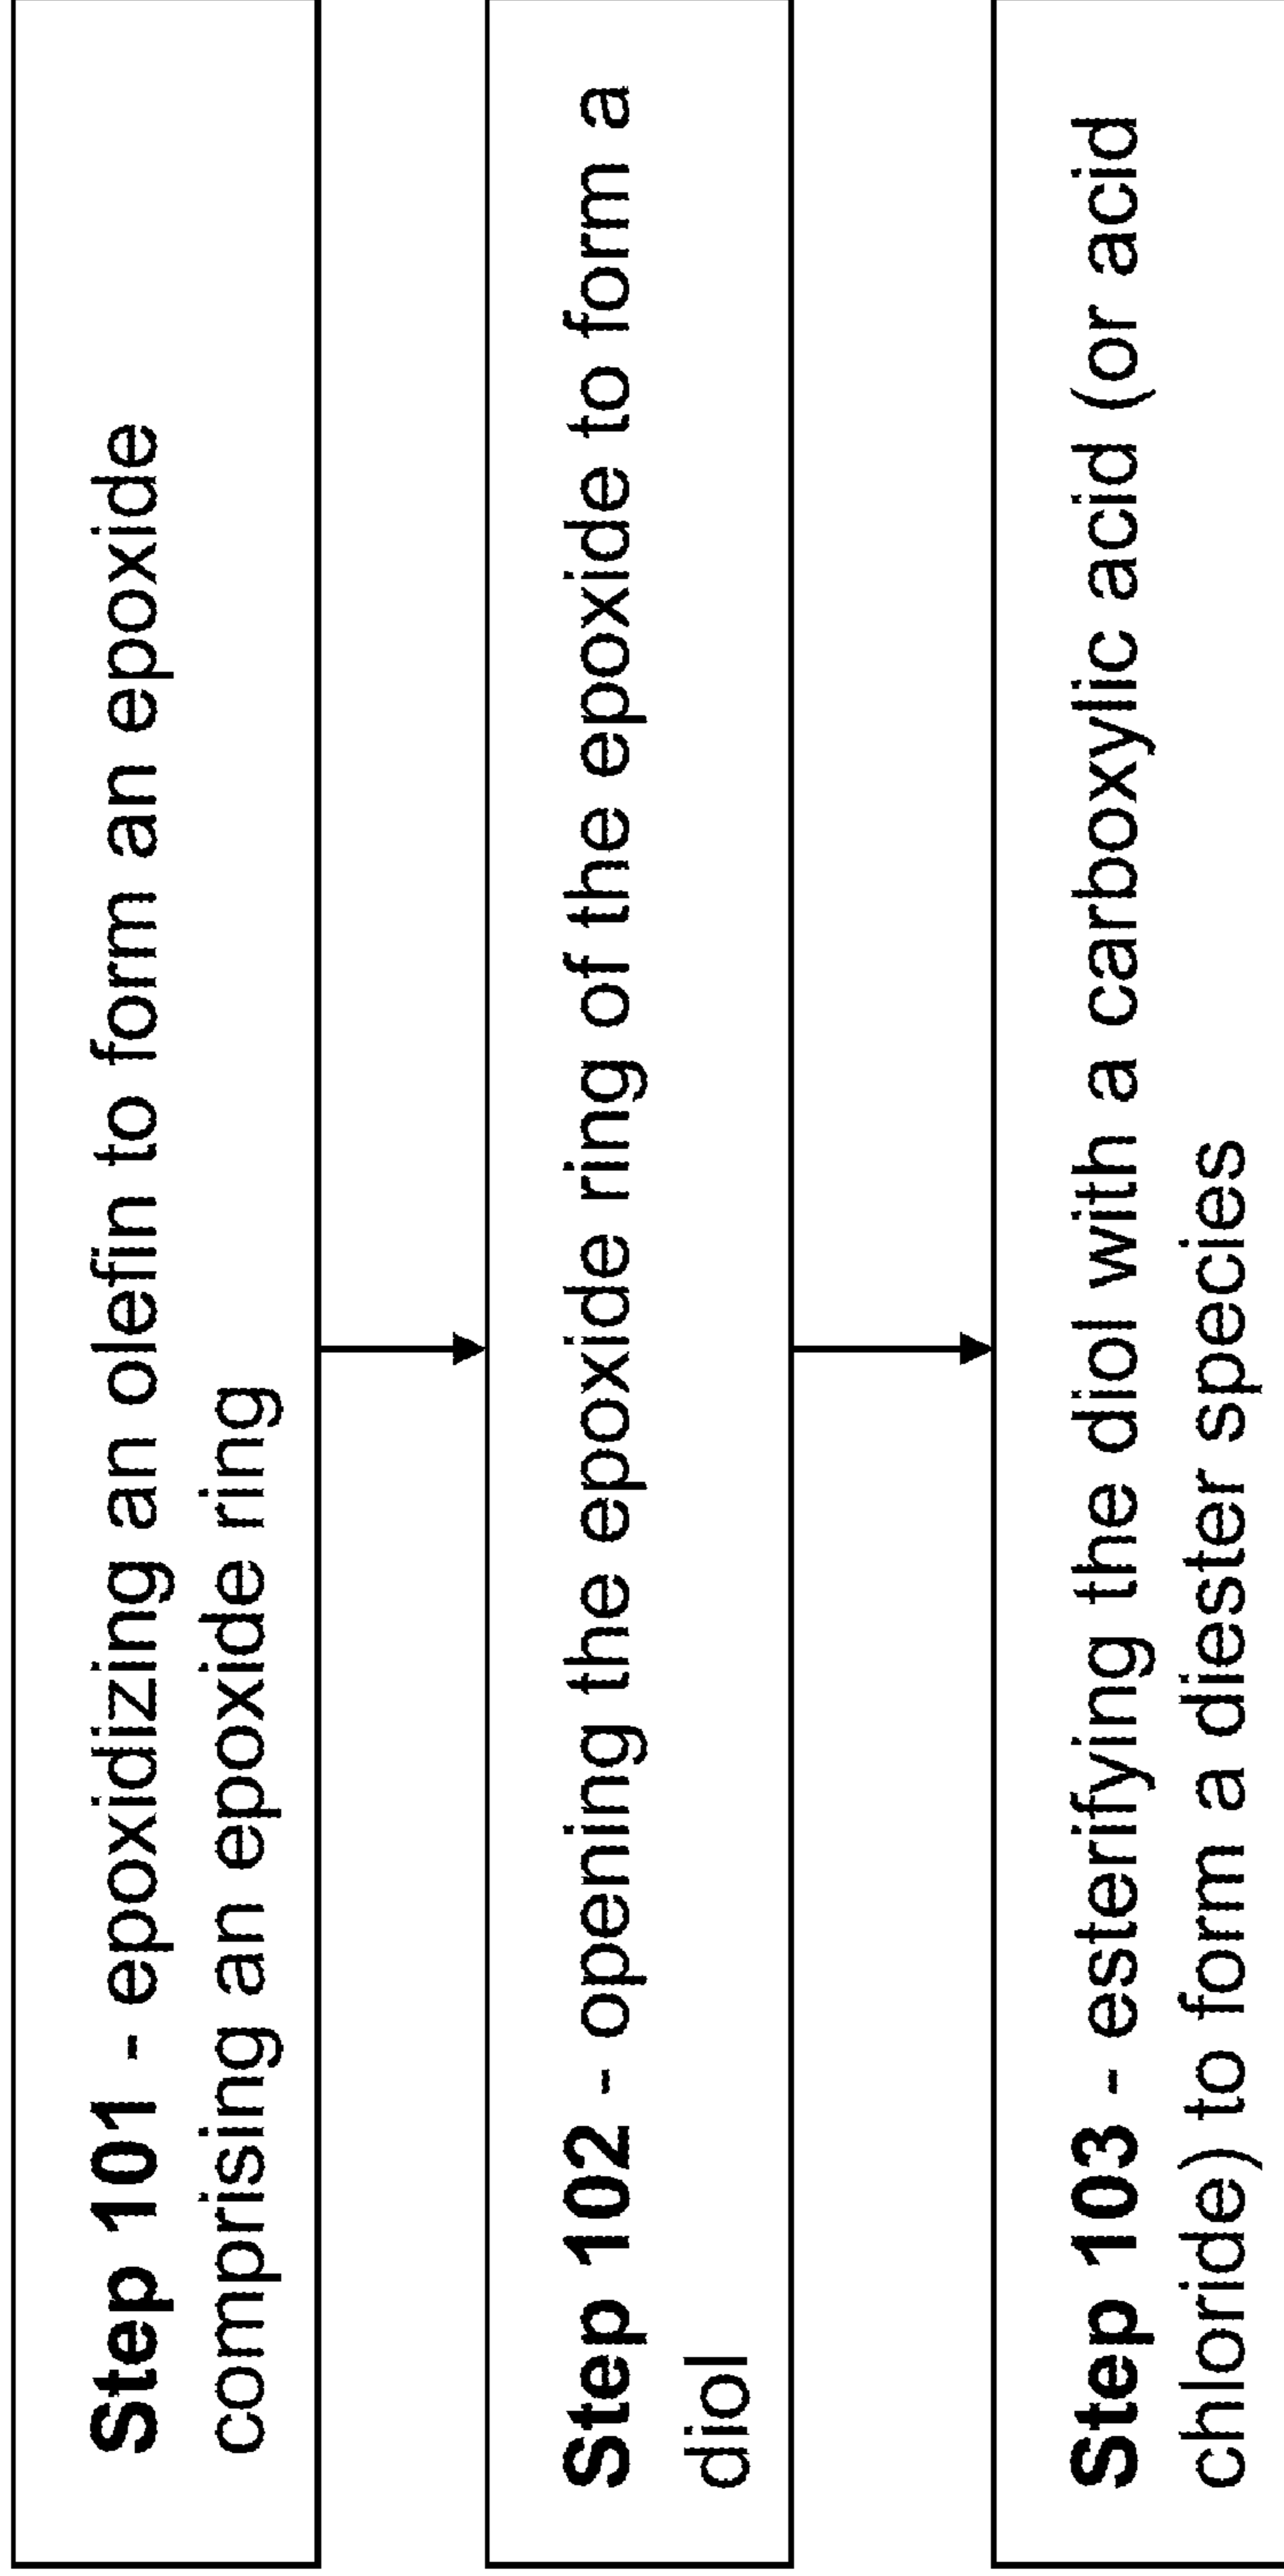 Step 101 - epoxidizing an olefin to form an epoxide
comprising an epoxide ring
Step 102 - opening the epoxide ring of the epoxide to form a
diol
Step 103 - esterifying the diol with a carboxylic acid (or acid
chloride) to form a diester species